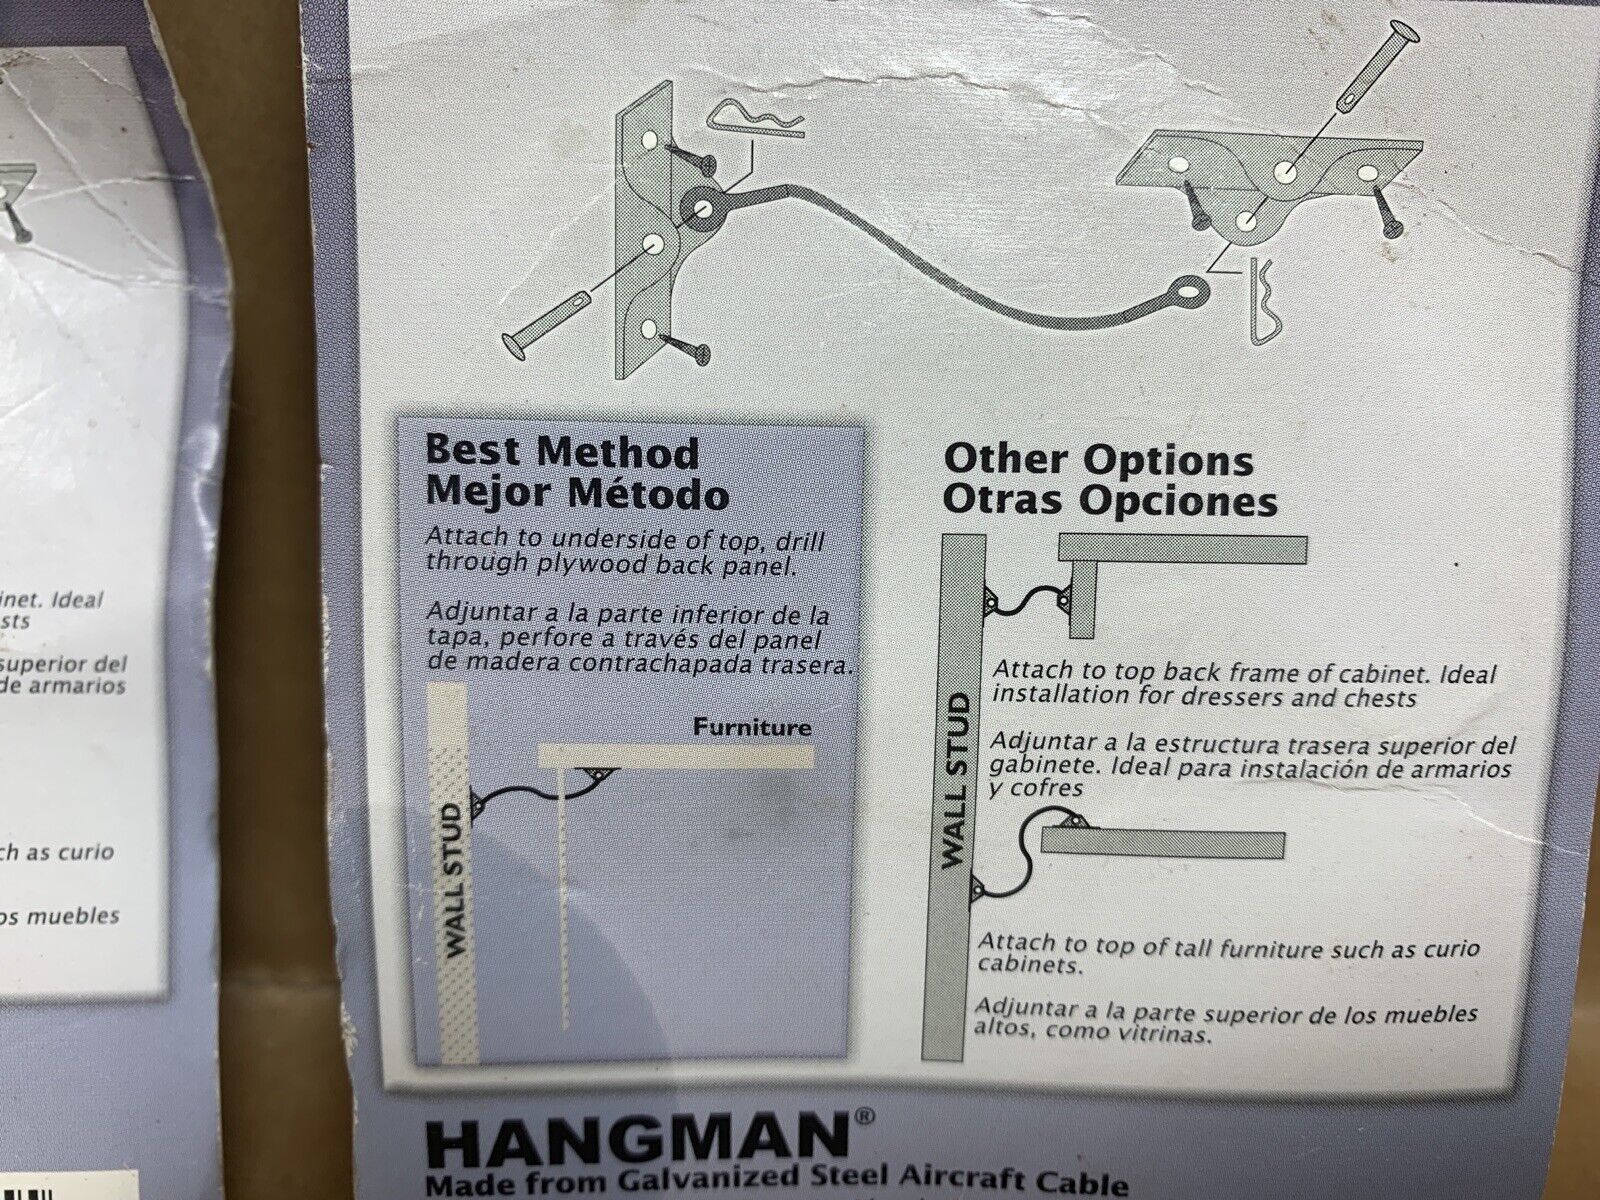 inet. Ideal
sts
superior del
de armarios
ch as curio
os muebles
Best Method
Mejor Método
Attach to underside of top, drill
through plywood back panel.
Adjuntar a la parte inferior de la
tapa, perfore a través del panel
de madera contrachapada trasera.
Furniture
WALL STUD
Other Options
Otras Opciones
Attach to top back frame of cabinet. Ideal
installation for dressers and chests
Adjuntar a la estructura trasera superior del
gabinete. Ideal para instalación de armarios
y cofres
WALL STUD
Attach to top of tall furniture such as curio
cabinets.
Adjuntar a la parte superior de los muebles
altos, como vitrinas.
HANGMAN®
Made from Galvanized Steel Aircraft Cable